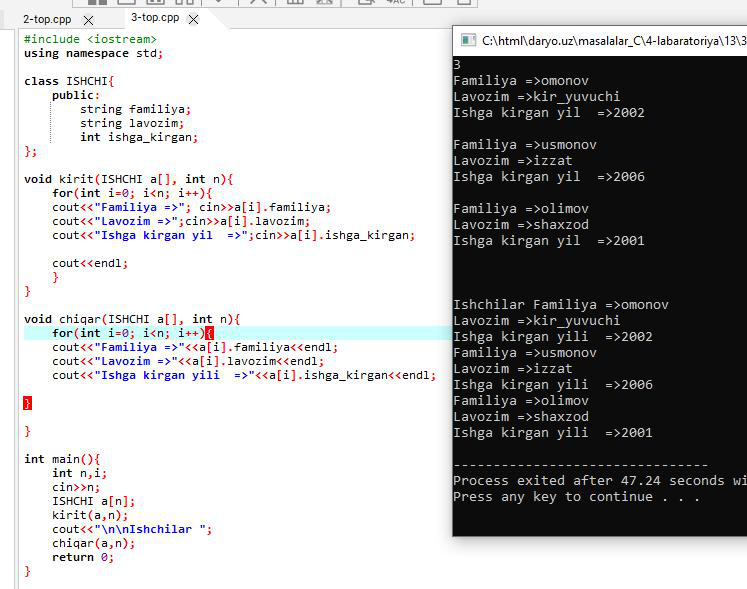 2-top.cpp
3-top.cpp
#include <iostream>
using namespace std;
class ISHCHI{
public:
string familiya;
string lavozim;
int ishga_kirgan;
};
void kirit(ISHCHI a[], int n){
for(int i=0; i<n; i++){
cout<<"Familiya =>"; cin>>a[i].familiya;
cout<<"Lavozim =>";cin>>a[i].lavozim;
cout<<"Ishga kirgan yil  =>";cin>>a[i].ishga_kirgan;
cout<<endl;
}
}
void chiqar(ISHCHI a[], int n){
for(int i=0; i<n; i++){
cout<<"Familiya =>"<<a[i].familiya<<endl;
cout<<"Lavozim =>"<<a[i].lavozim<<endl;
cout<<"Ishga kirgan yili  =>"<<a[i].ishga_kirgan<<endl;
}
}
int main(){
int n,i;
cin>>n;
ISHCHI a[n];
kirit(a,n);
cout<<"\n\nIshchilar ";
chiqar(a,n);
return 0;
}
C:\html\daryo.uz\masalalar_C\4-labaratoriya\13\3
3
Familiya =>omonov
Lavozim =>kir_yuvuchi
Ishga kirgan yil  =>2002
Familiya =>usmonov
Lavozim =>izzat
Ishga kirgan yil  =>2006
Familiya =>olimov
Lavozim =>shaxzod
Ishga kirgan yil  =>2001
Ishchilar Familiya =>omonov
Lavozim =>kir_yuvuchi
Ishga kirgan yili  =>2002
Familiya =>usmonov
Lavozim =>izzat
Ishga kirgan yili  =>2006
Familiya =>olimov
Lavozim =>shaxzod
Ishga kirgan yili  =>2001
--------------------------------
Process exited after 47.24 seconds wi
Press any key to continue . . .